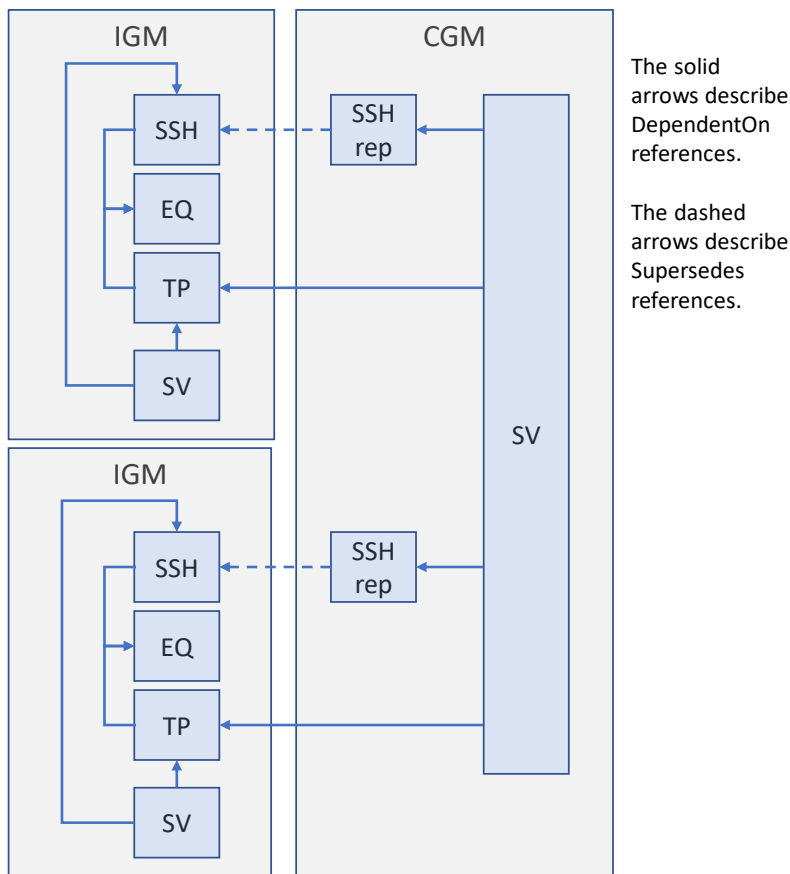 IGM
SSH
EQ
TP
SV
IGM
SSH
EQ
TP
SV
CGM
SSH
rep
SSH
rep
SV
The solid
arrows describe
DependentOn
references.
The dashed
arrows describe
Supersedes
references.